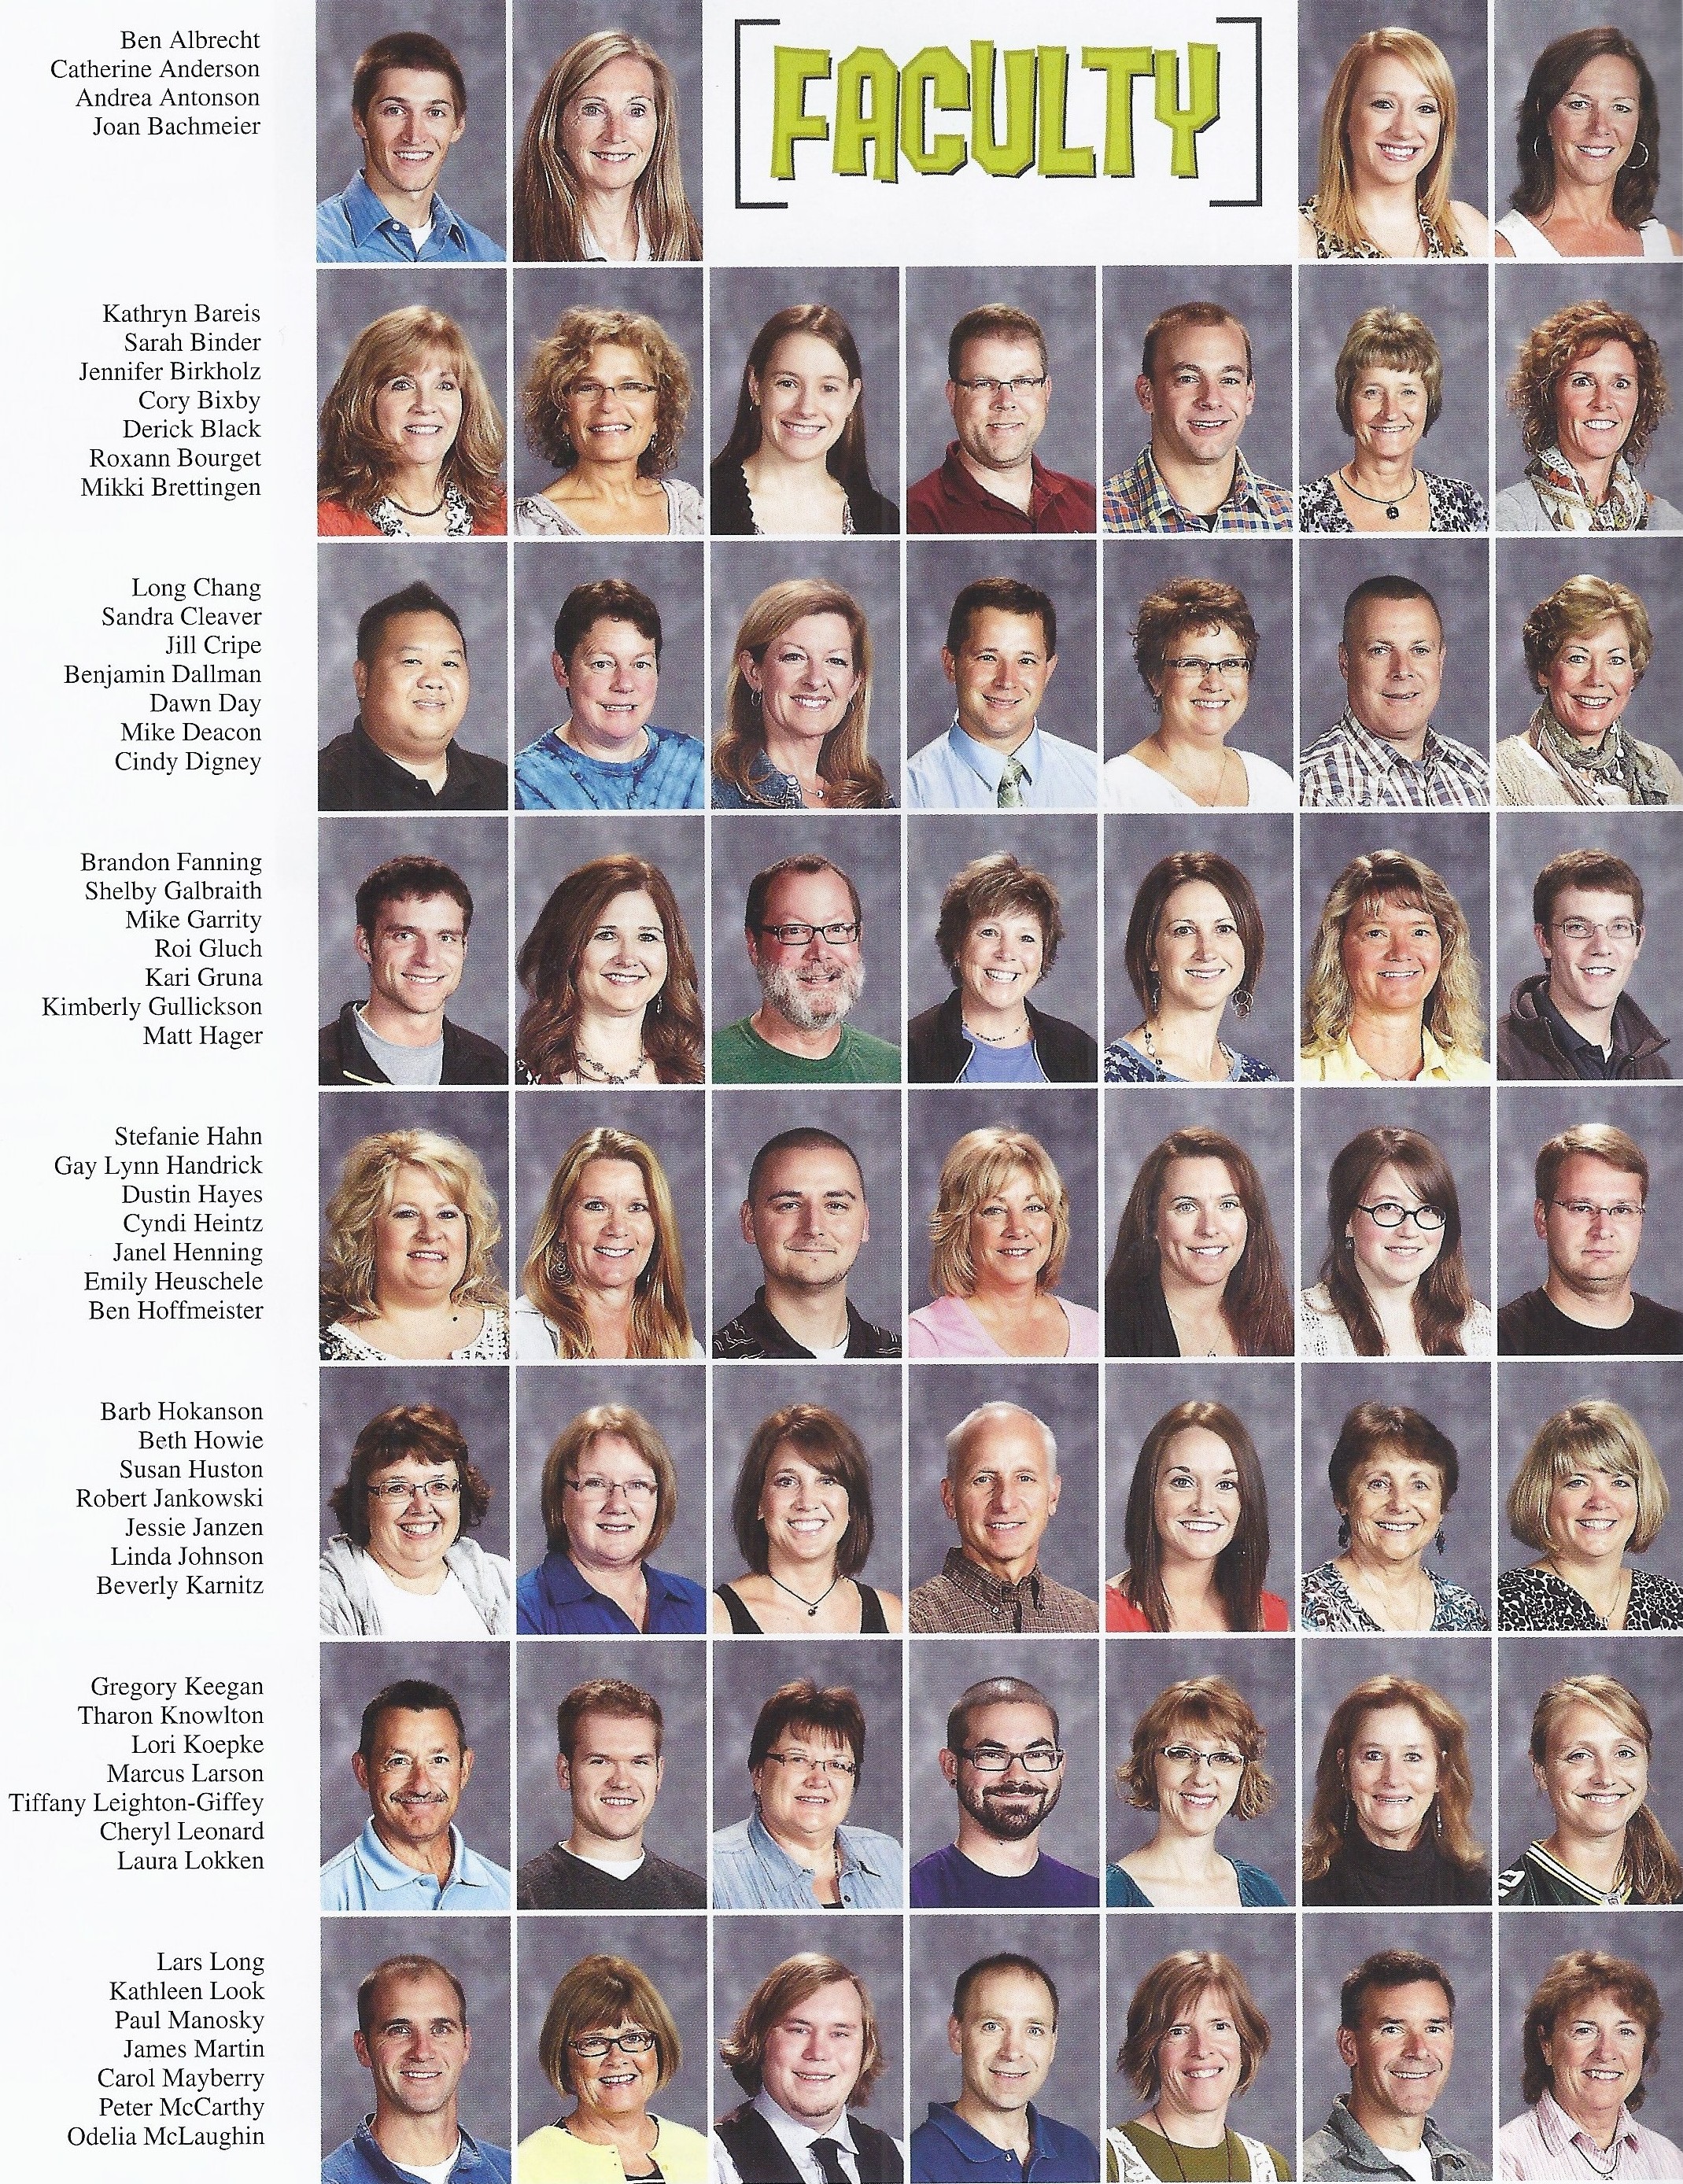 Ben Albrecht
Catherine Anderson
Andrea Antonson
Joan Bachmeier
FACULTY
Kathryn Bareis
Sarah Binder
Jennifer Birkholz
Cory Bixby
Derick Black
Roxann Bourget
Mikki Brettingen
Long Chang
Sandra Cleaver
Jill Cripe
Benjamin Dallman
Dawn Day
Mike Deacon
Cindy Digney
Brandon Fanning
Shelby Galbraith
Mike Garrity
Roi Gluch
Kari Gruna
Kimberly Gullickson
Matt Hager
Stefanie Hahn
Gay Lynn Handrick
Dustin Hayes
Cyndi Heintz
Janel Henning
Emily Heuschele
Ben Hoffmeister
Barb Hokanson
Beth Howie
Susan Huston
Robert Jankowski
Jessie Janzen
Linda Johnson
Beverly Karnitz
Gregory Keegan
Tharon Knowlton
Lori Koepke
Marcus Larson
Tiffany Leighton-Giffey
Cheryl Leonard
Laura Lokken
Lars Long
Kathleen Look
Paul Manosky
James Martin
Carol Mayberry
Peter McCarthy
Odelia McLaughin